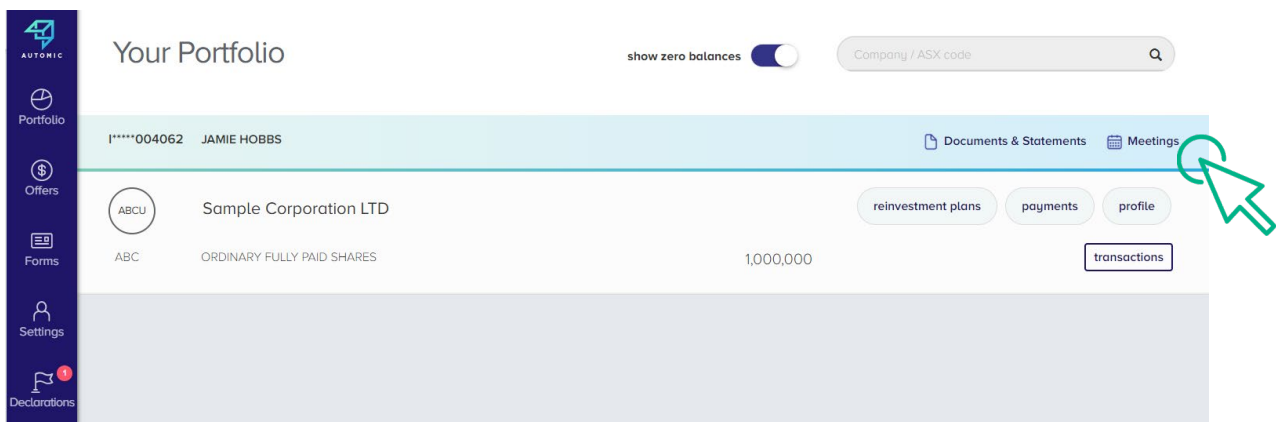 AUTOMIC
Portfolio
Offers
Forms
Settings
1
Declarations
Your Portfolio
show zero balances
Company / ASX code
I*****004062 JAMIE HOBBS
Documents & Statements Meetings
ABCU Sample Corporation LTD
reinvestment plans payments profile
ABC ORDINARY FULLY PAID SHARES 1,000,000 transactions